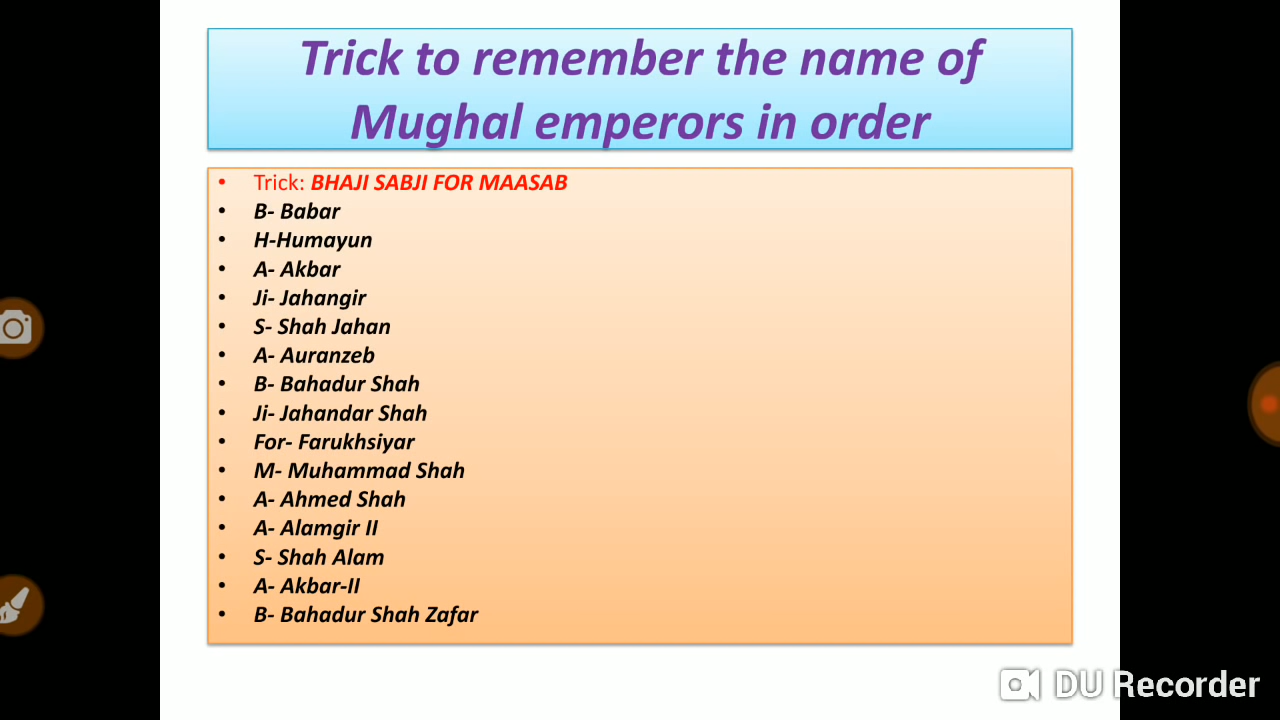 Trick to remember the name of
Mughal emperors in order
• Trick: BHAJI SABJI FOR MAASAB
• B- Babar
• H-Humayun
• A- Akbar
• Ji- Jahangir
• S- Shah Jahan
• A- Auranzeb
• B- Bahadur Shah
• Ji- Jahandar Shah
• For- Farukhsiyar
• M- Muhammad Shah
• A- Ahmed Shah
• A- Alamgir II
• S- Shah Alam
• A- Akbar-II
• B- Bahadur Shah Zafar
DU Recorder